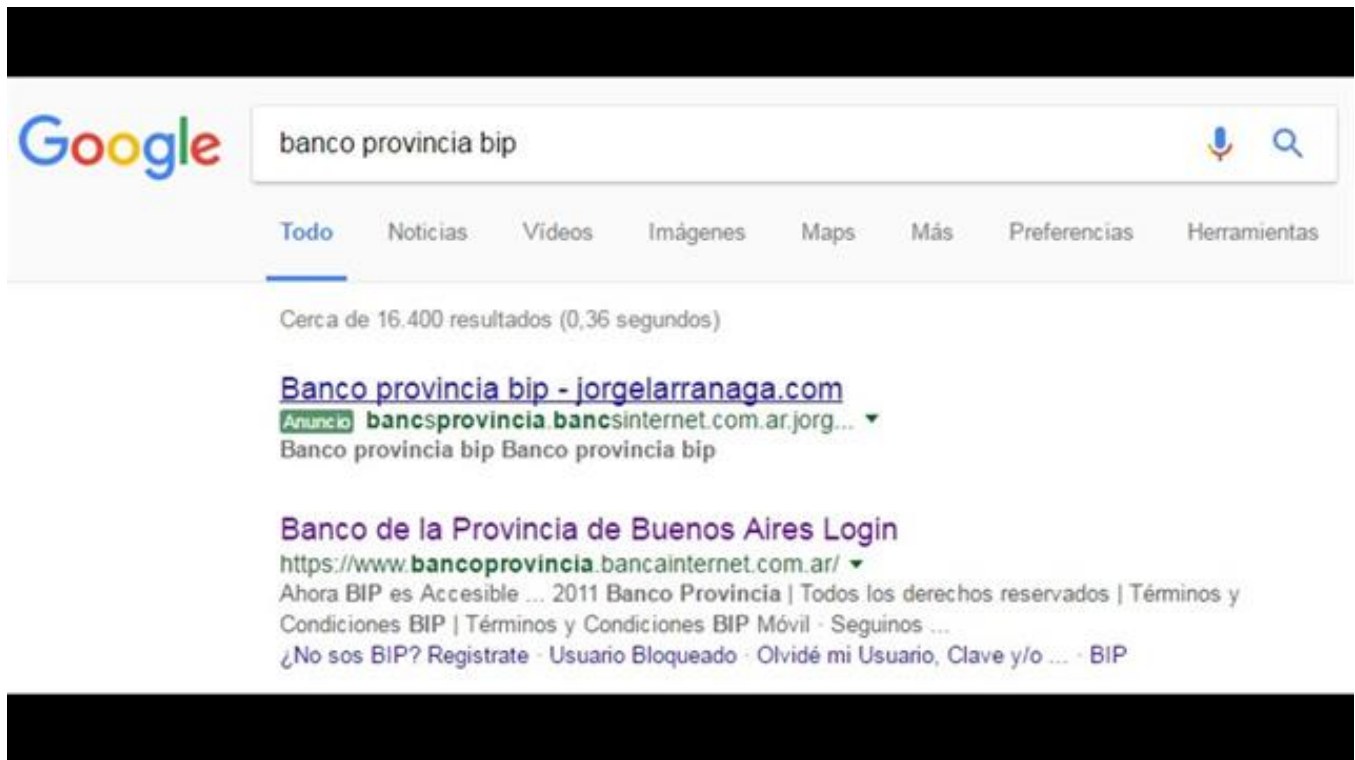 Google
banco provincia bip
Todo Noticias Vídeos Imágenes Maps Más Preferencias Herramientas
Cerca de 16.400 resultados (0,36 segundos)
Banco provincia bip - jorgelarranaga.com
Anuncio bancsprovincia.bancsinternet.com.ar.jorg...
Banco provincia bip Banco provincia bip
Banco de la Provincia de Buenos Aires Login
https://www.bancoprovincia.bancainternet.com.ar/
Ahora BIP es Accesible ... 2011 Banco Provincia | Todos los derechos reservados | Términos y
Condiciones BIP | Términos y Condiciones BIP Móvil · Seguinos ...
¿No sos BIP? Registrate · Usuario Bloqueado · Olvidé mi Usuario, Clave y/o ... · BIP